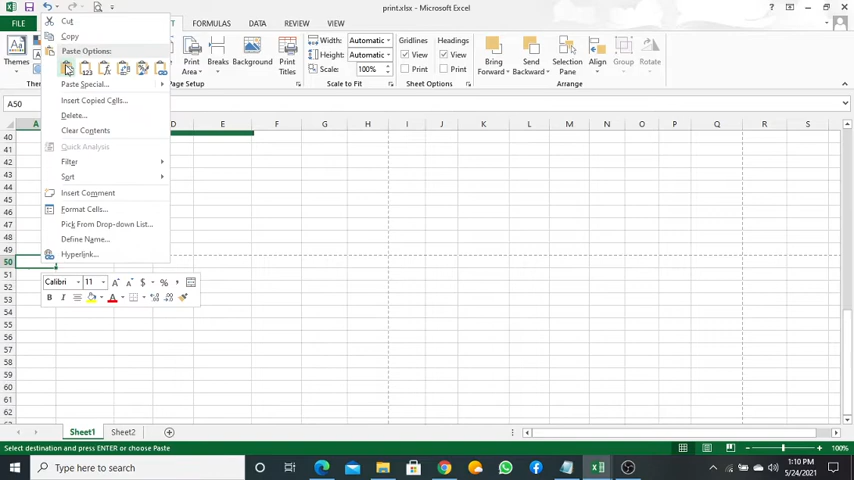 print.xlsx - Microsoft Excel
FILE
FORMULAS
DATA
REVIEW
VIEW
Themes
Print
Area
Breaks
Background
Width: Automatic
Height: Automatic
Scale: 100%
Scale to Fit
Gridlines
View
Print
Headings
View
Print
Sheet Options
Bring
Forward
Send
Backward
Selection
Pane
Align
Group
Rotate
Arrange
A50
Cut
Copy
Paste Options:
Paste Special...
Insert Copied Cells...
Delete...
Clear Contents
Quick Analysis
Filter
Sort
Insert Comment
Format Cells...
Pick From Drop-down List...
Define Name...
Hyperlink...
Calibri 11
A D E F G H I J K L M N O P Q R S
40
41
42
43
44
45
46
47
48
49
50
51
52
53
54
55
56
57
58
59
60
61
62
Sheet1 Sheet2
Select destination and press ENTER or choose Paste
100%
Type here to search
1:10 PM
5/24/2021